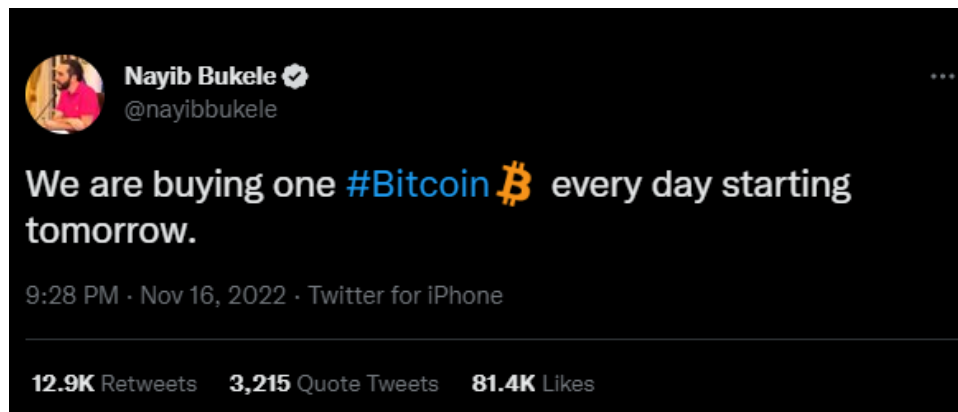 Nayib Bukele
@nayibbukele
We are buying one #Bitcoin every day starting
tomorrow.
9:28 PM · Nov 16, 2022 · Twitter for iPhone
12.9K Retweets 3,215 Quote Tweets 81.4K Likes